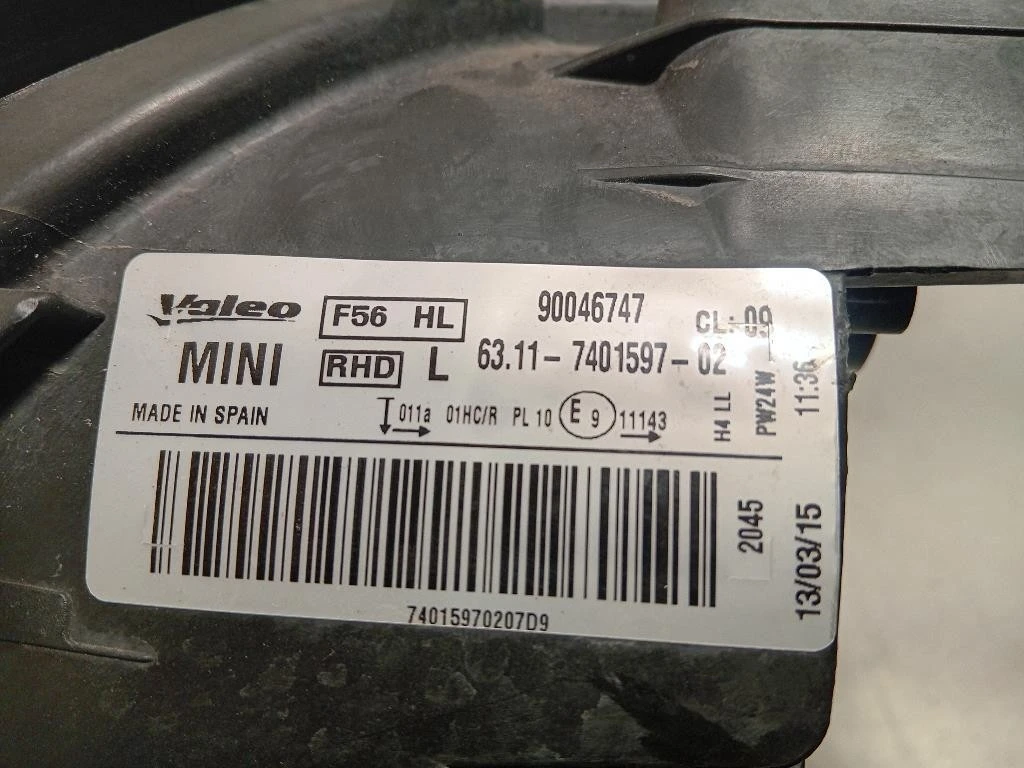 Valeo F56 HL 90046747 CL: 09
MINI RHD L 63.11-7401597-02
MADE IN SPAIN 011a 01HC/R PL 10 E 9 11143
H4 LL
PW24W
11:36
2045
13/03/15
74015970207D9